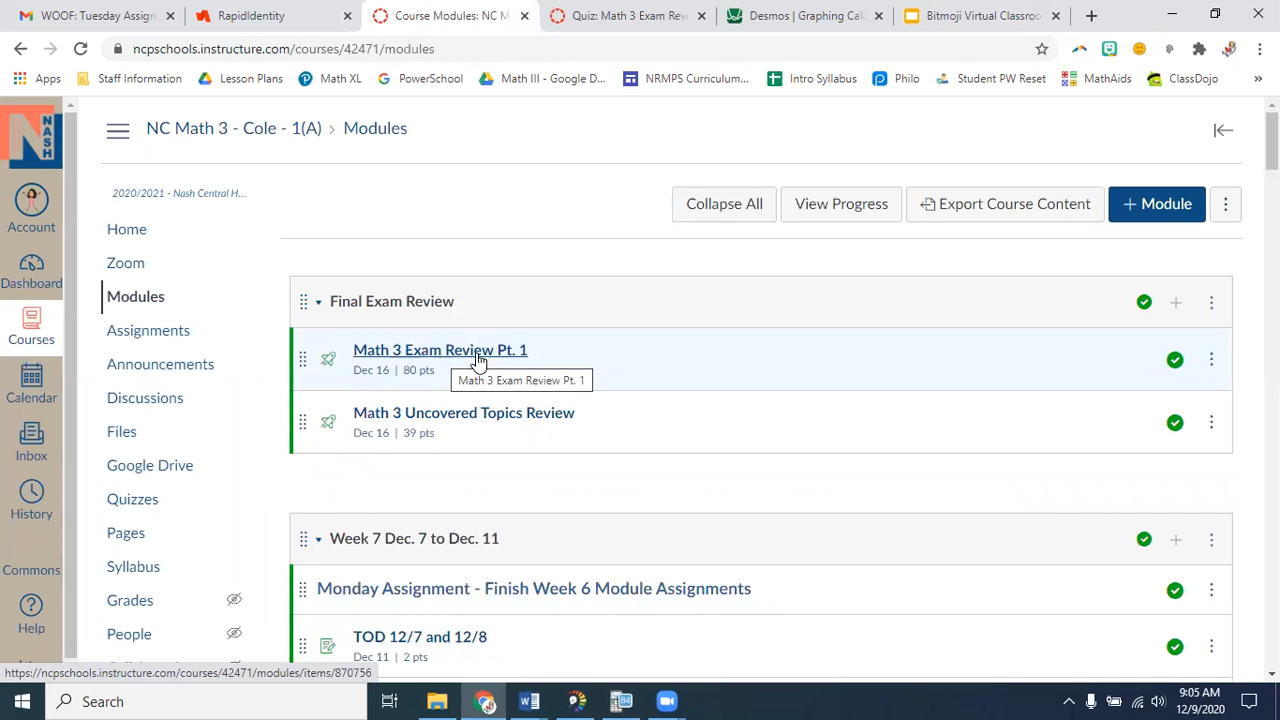 WOOF: Tuesday Assign
RapidIdentity
Course Modules: NC M
Quiz: Math 3 Exam Rev
Desmos | Graphing Cal
Bitmoji Virtual Classroo
ncpschools.instructure.com/courses/42471/modules
Apps
Staff Information
Lesson Plans
Math XL
PowerSchool
Math III - Google D...
NRMPS Curriculum...
Intro Syllabus
Philo
Student PW Reset
MathAids
ClassDojo
NASH
NC Math 3 - Cole - 1(A) › Modules
2020/2021 - Nash Central H...
Collapse All
View Progress
Export Course Content
+ Module
Account
Dashboard
Courses
Calendar
Inbox
History
Commons
Help
Home
Zoom
Modules
Assignments
Announcements
Discussions
Files
Google Drive
Quizzes
Pages
Syllabus
Grades
People
Final Exam Review
Math 3 Exam Review Pt. 1
Dec 16 | 80 pts
Math 3 Exam Review Pt. 1
Math 3 Uncovered Topics Review
Dec 16 | 39 pts
Week 7 Dec. 7 to Dec. 11
Monday Assignment - Finish Week 6 Module Assignments
TOD 12/7 and 12/8
Dec 11 | 2 pts
https://ncpschools.instructure.com/courses/42471/modules/items/870756
Search
9:05 AM
12/9/2020